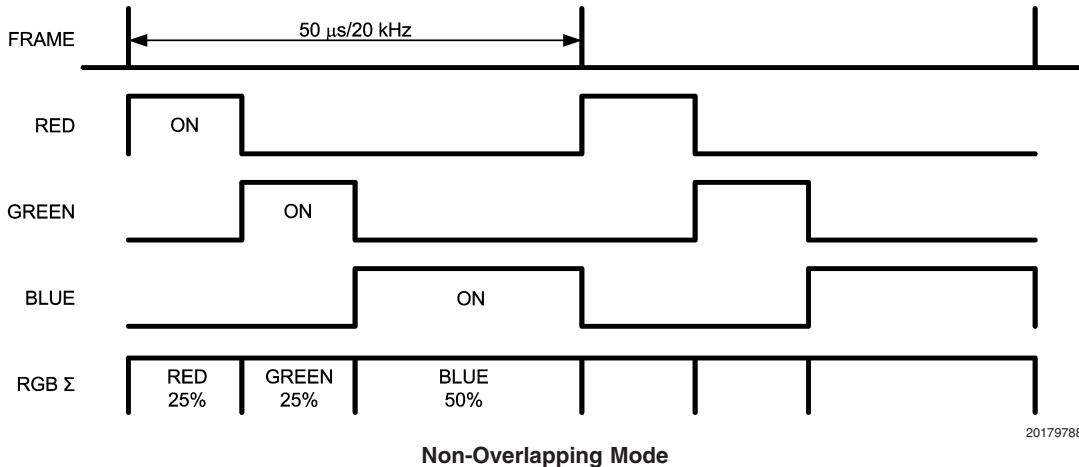 FRAME
50 μs/20 kHz
RED
ON
GREEN
ON
BLUE
ON
RGB Σ
RED
25%
GREEN
25%
BLUE
50%
20179788
Non-Overlapping Mode